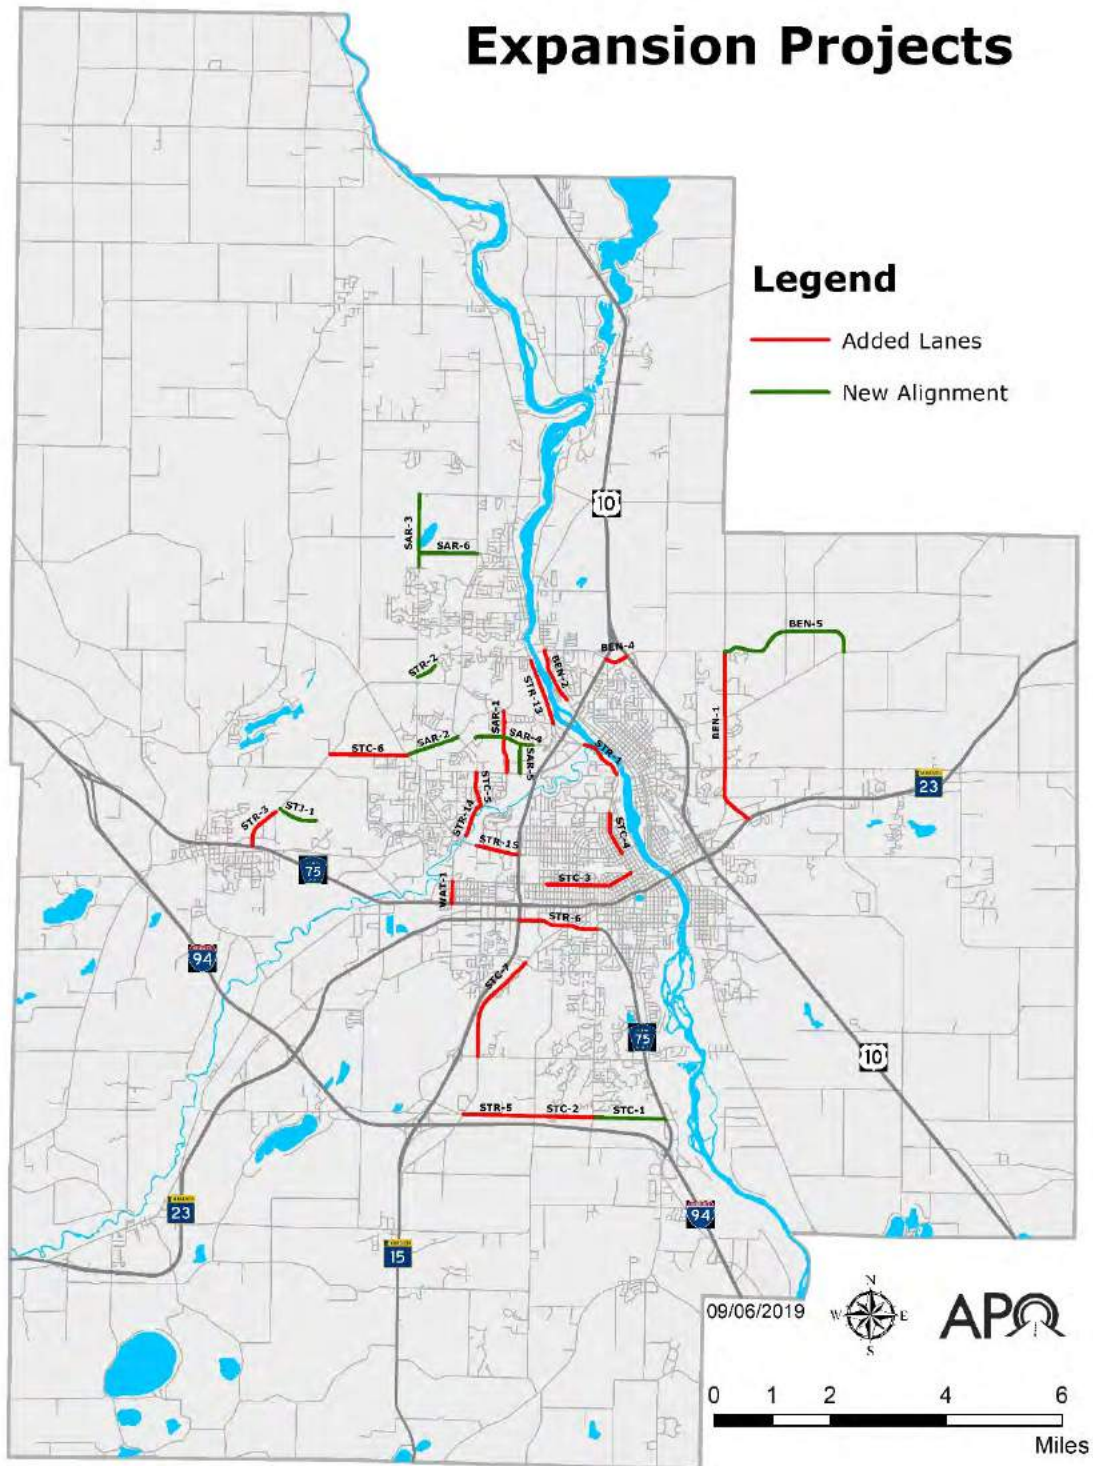 Expansion Projects
Legend
Added Lanes
New Alignment
10
SAR-3
SAR-6
BEN-5
BEN-4
STR-2
BEN-2
STR-13
SAR-1
BEN-1
SAR-2
SAR-4
STC-6
SAR-5
STR-1
23
STC-5
STR-3
STJ-1
STR-14
STC-4
STR-15
75
WAT-1
STC-3
STR-6
94
STC-7
75
10
STR-5
STC-2
STC-1
23
94
15
09/06/2019
N
W
E
S
APO
0 1 2 4 6
Miles